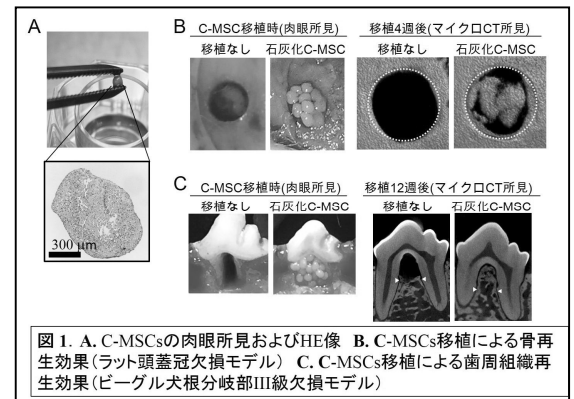 A
300 μm
B
C-MSC移植時(肉眼所見)
移植なし
石灰化C-MSC
移植4週後(マイクロCT所見)
移植なし
石灰化C-MSC
C
C-MSC移植時(肉眼所見)
移植なし
石灰化C-MSC
移植12週後(マイクロCT所見)
移植なし
石灰化C-MSC
図 1. A. C-MSCsの肉眼所見およびHE像 B. C-MSCs移植による骨再
生効果(ラット頭蓋冠欠損モデル) C. C-MSCs移植による歯周組織再
生効果(ビーグル犬根分岐部III級欠損モデル)